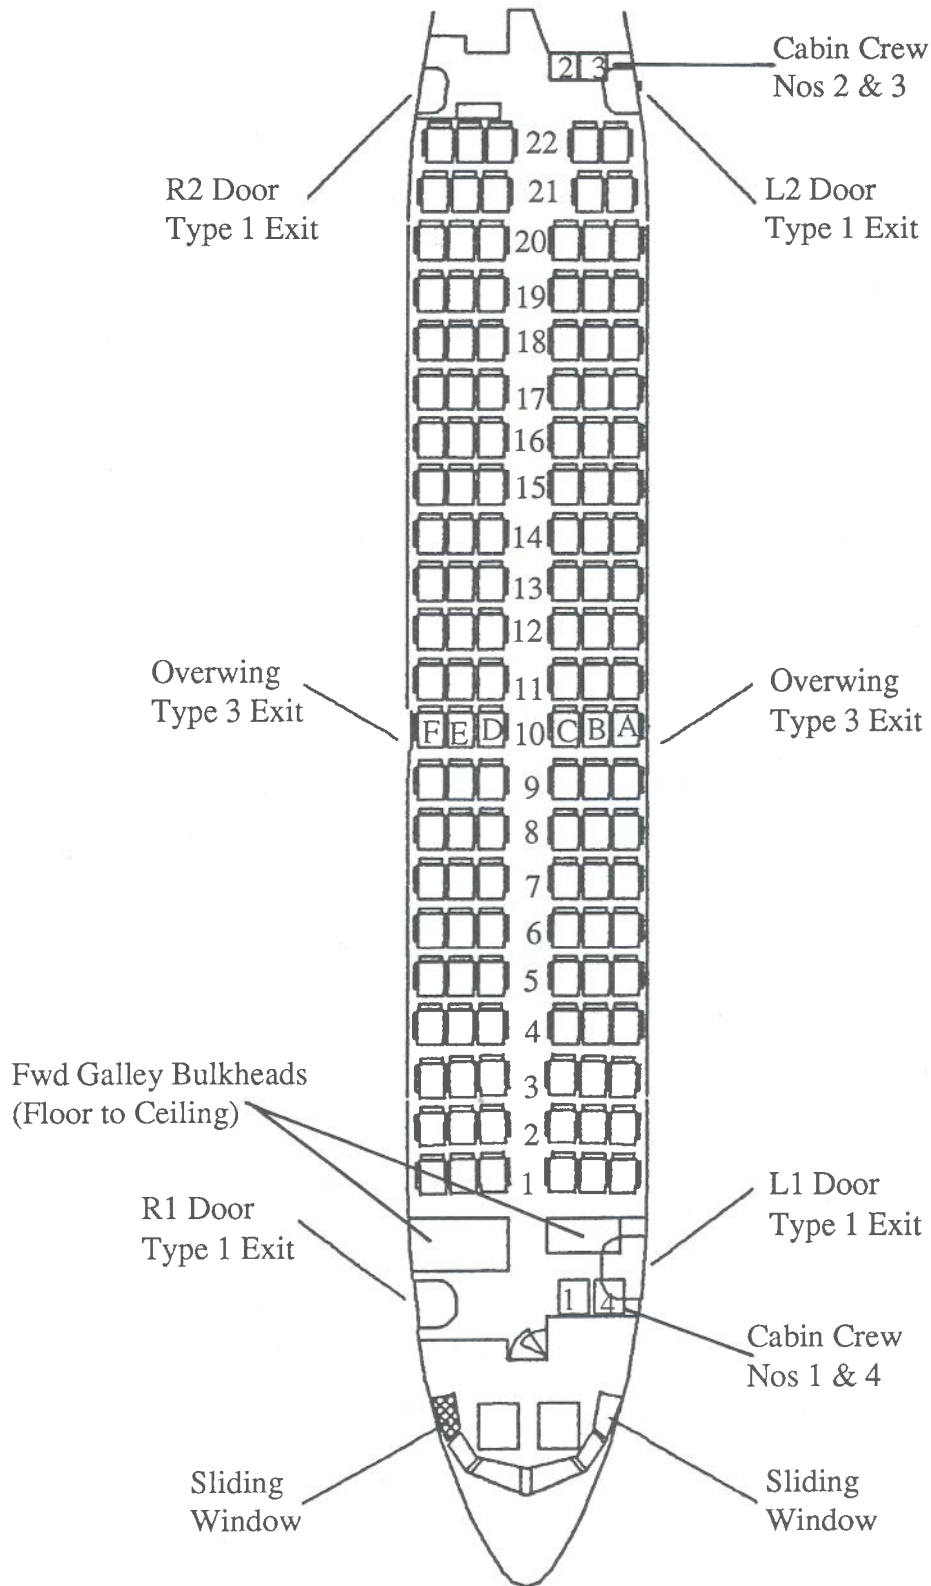 Cabin Crew
Nos 2 & 3
2 3
22
R2 Door
Type 1 Exit
21
L2 Door
Type 1 Exit
20
19
18
17
16
15
14
13
12
Overwing
Type 3 Exit
11
Overwing
Type 3 Exit
F E D 10 C B A
9
8
7
6
5
4
Fwd Galley Bulkheads
(Floor to Ceiling)
3
2
1
R1 Door
Type 1 Exit
L1 Door
Type 1 Exit
1 4
Cabin Crew
Nos 1 & 4
Sliding
Window
Sliding
Window